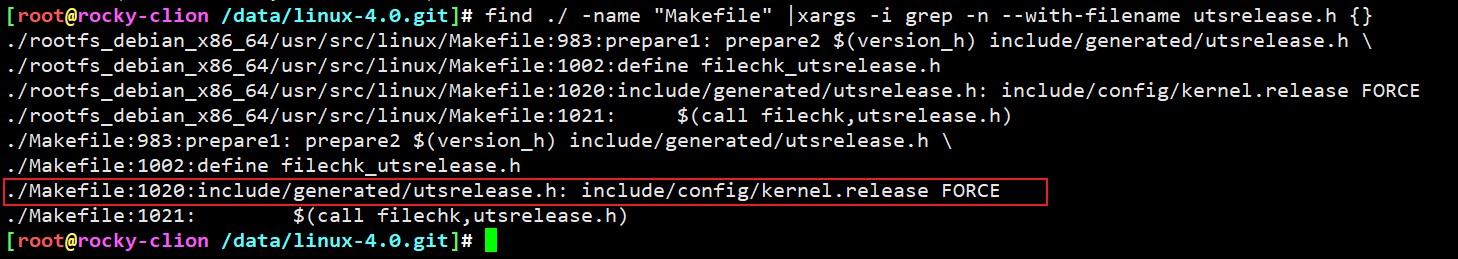 [root@rocky-clion /data/linux-4.0.git]# find ./ -name "Makefile" |xargs -i grep -n --with-filename utsrelease.h {}
./rootfs_debian_x86_64/usr/src/linux/Makefile:983:prepare1: prepare2 $(version_h) include/generated/utsrelease.h \
./rootfs_debian_x86_64/usr/src/linux/Makefile:1002:define filechk_utsrelease.h
./rootfs_debian_x86_64/usr/src/linux/Makefile:1020:include/generated/utsrelease.h: include/config/kernel.release FORCE
./rootfs_debian_x86_64/usr/src/linux/Makefile:1021:     $(call filechk,utsrelease.h)
./Makefile:983:prepare1: prepare2 $(version_h) include/generated/utsrelease.h \
./Makefile:1002:define filechk_utsrelease.h
./Makefile:1020:include/generated/utsrelease.h: include/config/kernel.release FORCE
./Makefile:1021:        $(call filechk,utsrelease.h)
[root@rocky-clion /data/linux-4.0.git]#